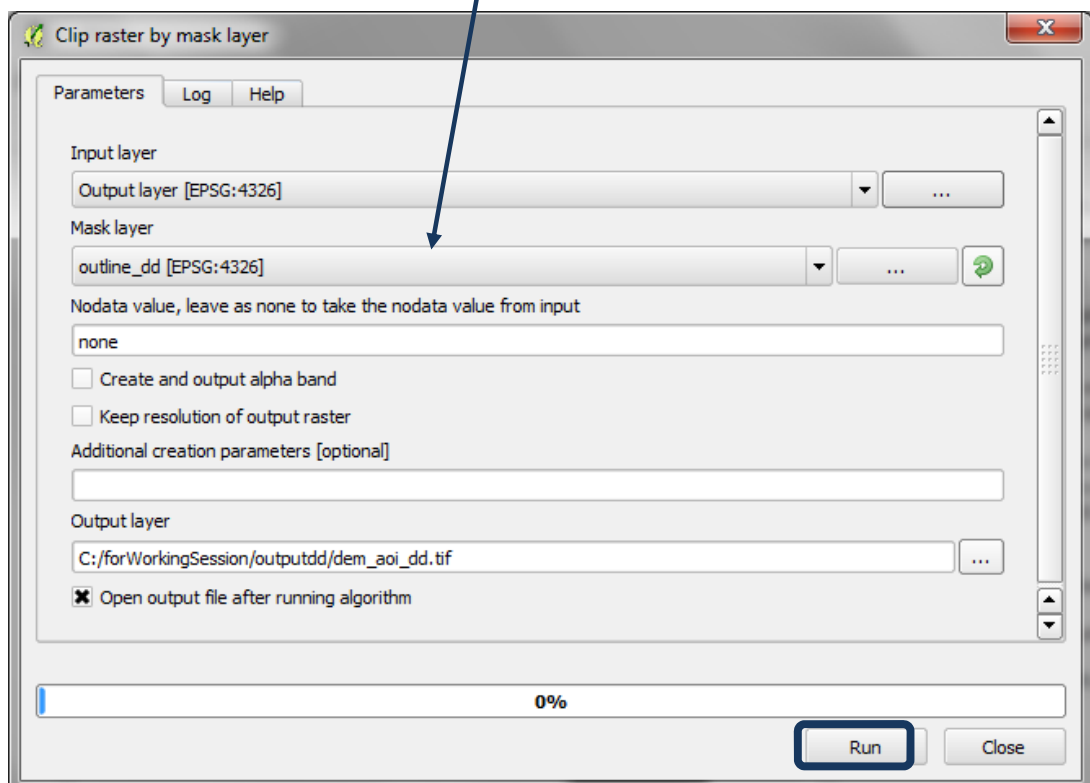 Clip raster by mask layer
Parameters Log Help
Input layer
Output layer [EPSG:4326]
...
Mask layer
outline_dd [EPSG:4326]
...
Nodata value, leave as none to take the nodata value from input
none
Create and output alpha band
Keep resolution of output raster
Additional creation parameters [optional]
Output layer
C:/forWorkingSession/outputdd/dem_aoi_dd.tif
...
Open output file after running algorithm
0%
Run Close